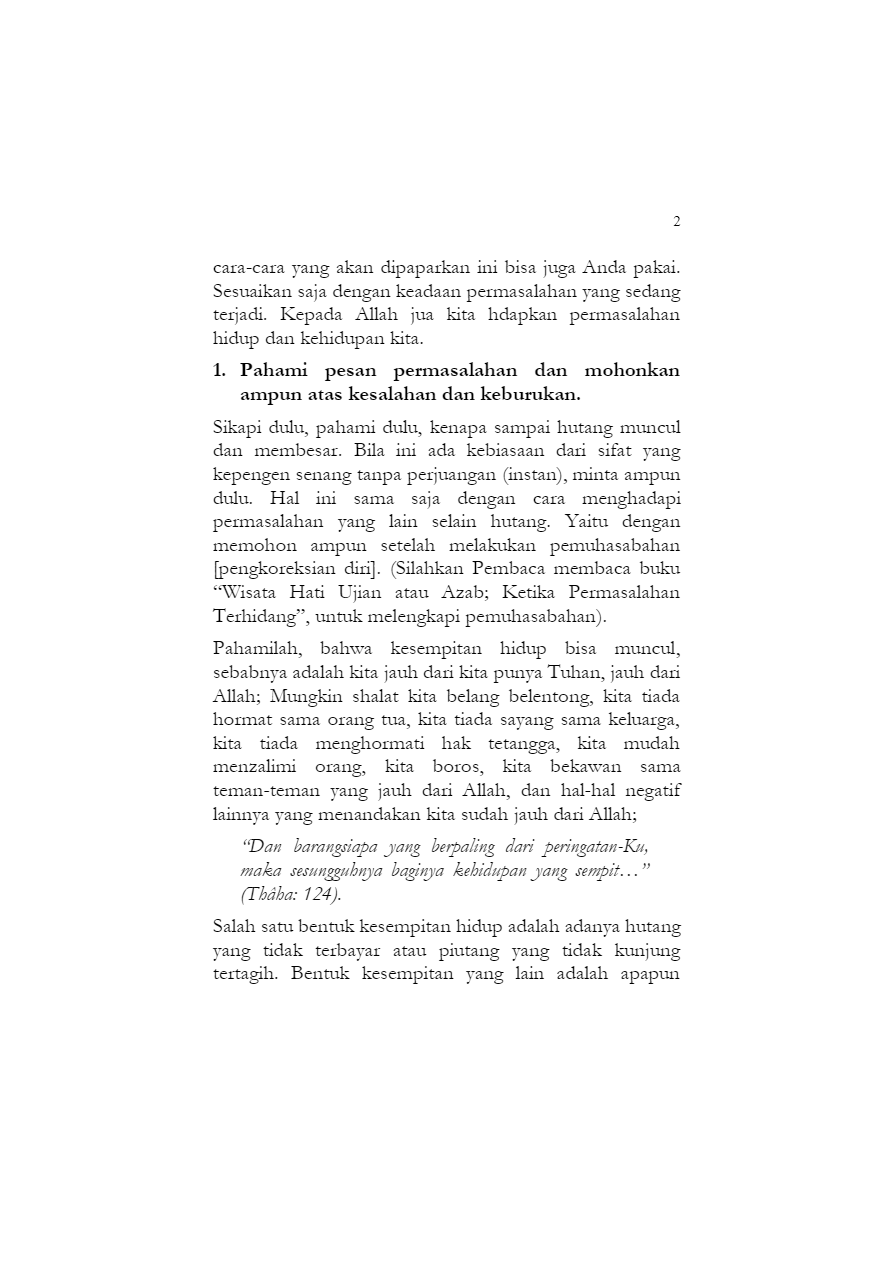 2
cara-cara yang akan dipaparkan ini bisa juga Anda pakai.
Sesuaikan saja dengan keadaan permasalahan yang sedang
terjadi. Kepada Allah jua kita hdapkan permasalahan
hidup dan kehidupan kita.
1. Pahami pesan permasalahan dan mohonkan
ampun atas kesalahan dan keburukan.
Sikapi dulu, pahami dulu, kenapa sampai hutang muncul
dan membesar. Bila ini ada kebiasaan dari sifat yang
kepengen senang tanpa perjuangan (instan), minta ampun
dulu. Hal ini sama saja dengan cara menghadapi
permasalahan yang lain selain hutang. Yaitu dengan
memohon ampun setelah melakukan pemuhasabahan
[pengkoreksian diri]. (Silahkan Pembaca membaca buku
“Wisata Hati Ujian atau Azab; Ketika Permasalahan
Terhidang”, untuk melengkapi pemuhasabahan).
Pahamilah, bahwa kesempitan hidup bisa muncul,
sebabnya adalah kita jauh dari kita punya Tuhan, jauh dari
Allah; Mungkin shalat kita belang belentong, kita tiada
hormat sama orang tua, kita tiada sayang sama keluarga,
kita tiada menghormati hak tetangga, kita mudah
menzalimi orang, kita boros, kita bekawan sama
teman-teman yang jauh dari Allah, dan hal-hal negatif
lainnya yang menandakan kita sudah jauh dari Allah;
“Dan barangsiapa yang berpaling dari peringatan-Ku,
maka sesungguhnya baginya kehidupan yang sempit…”
(Thâha: 124).
Salah satu bentuk kesempitan hidup adalah adanya hutang
yang tidak terbayar atau piutang yang tidak kunjung
tertagih. Bentuk kesempitan yang lain adalah apapun